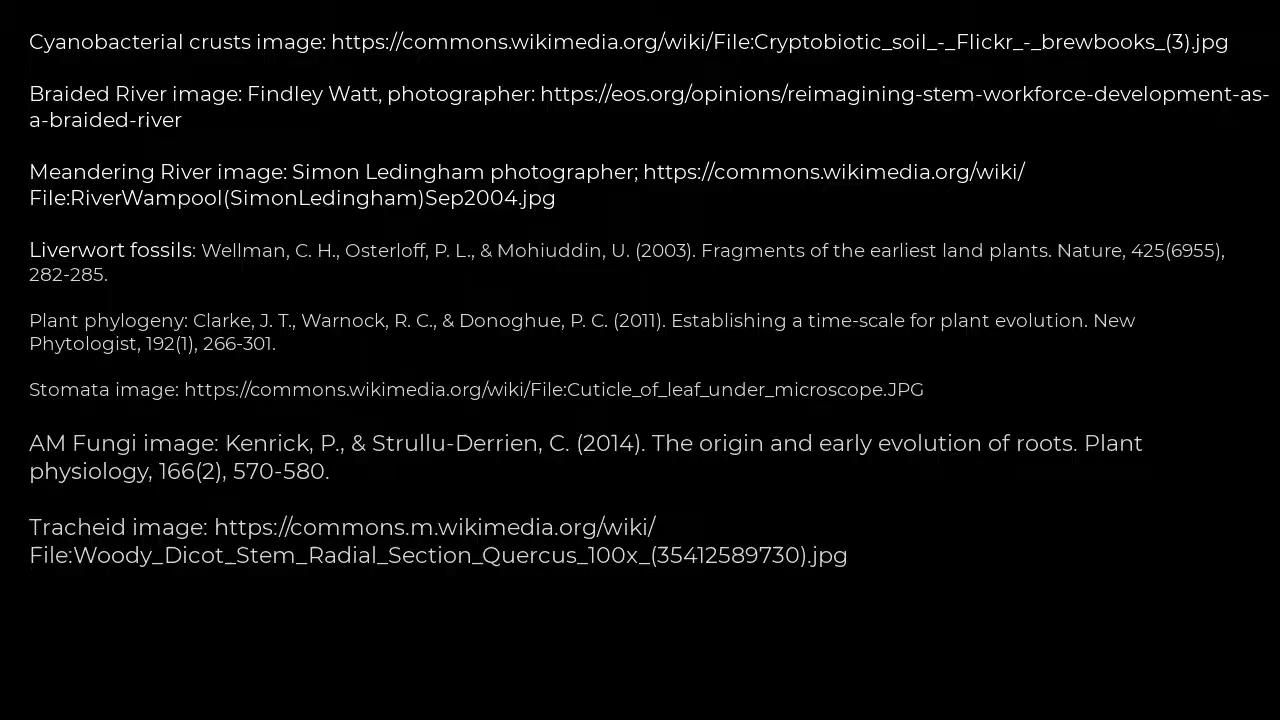 Cyanobacterial crusts image: https://commons.wikimedia.org/wiki/File:Cryptobiotic_soil_-_Flickr_-_brewbooks_(3).jpg
Braided River image: Findley Watt, photographer: https://eos.org/opinions/reimagining-stem-workforce-development-as-
a-braided-river
Meandering River image: Simon Ledingham photographer; https://commons.wikimedia.org/wiki/
File:RiverWampool(SimonLedingham)Sep2004.jpg
Liverwort fossils: Wellman, C. H., Osterloff, P. L., & Mohiuddin, U. (2003). Fragments of the earliest land plants. Nature, 425(6955),
282-285.
Plant phylogeny: Clarke, J. T., Warnock, R. C., & Donoghue, P. C. (2011). Establishing a time-scale for plant evolution. New
Phytologist, 192(1), 266-301.
Stomata image: https://commons.wikimedia.org/wiki/File:Cuticle_of_leaf_under_microscope.JPG
AM Fungi image: Kenrick, P., & Strullu-Derrien, C. (2014). The origin and early evolution of roots. Plant
physiology, 166(2), 570-580.
Tracheid image: https://commons.m.wikimedia.org/wiki/
File:Woody_Dicot_Stem_Radial_Section_Quercus_100x_(35412589730).jpg